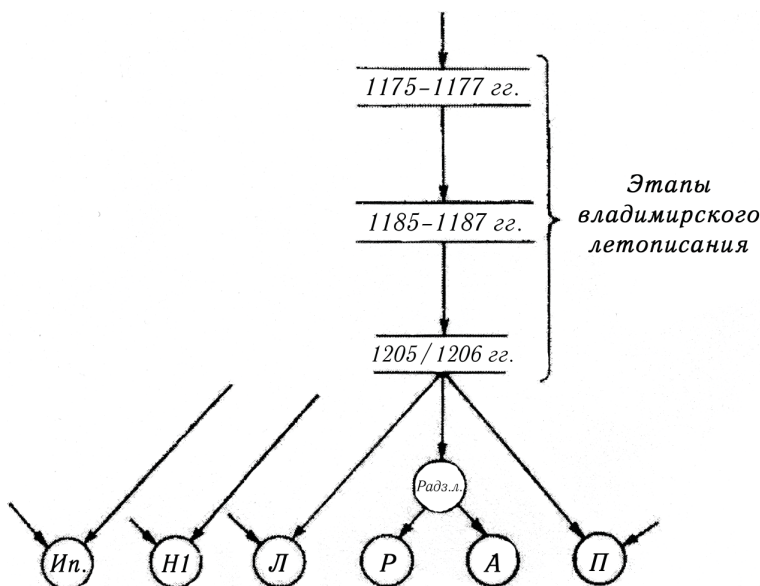 1175–1177 гг.
1185–1187 гг.
Этапы
владимирского
летописания
1205/1206 гг.
Радз.л.
Ип.
Н1
Л
Р
А
П